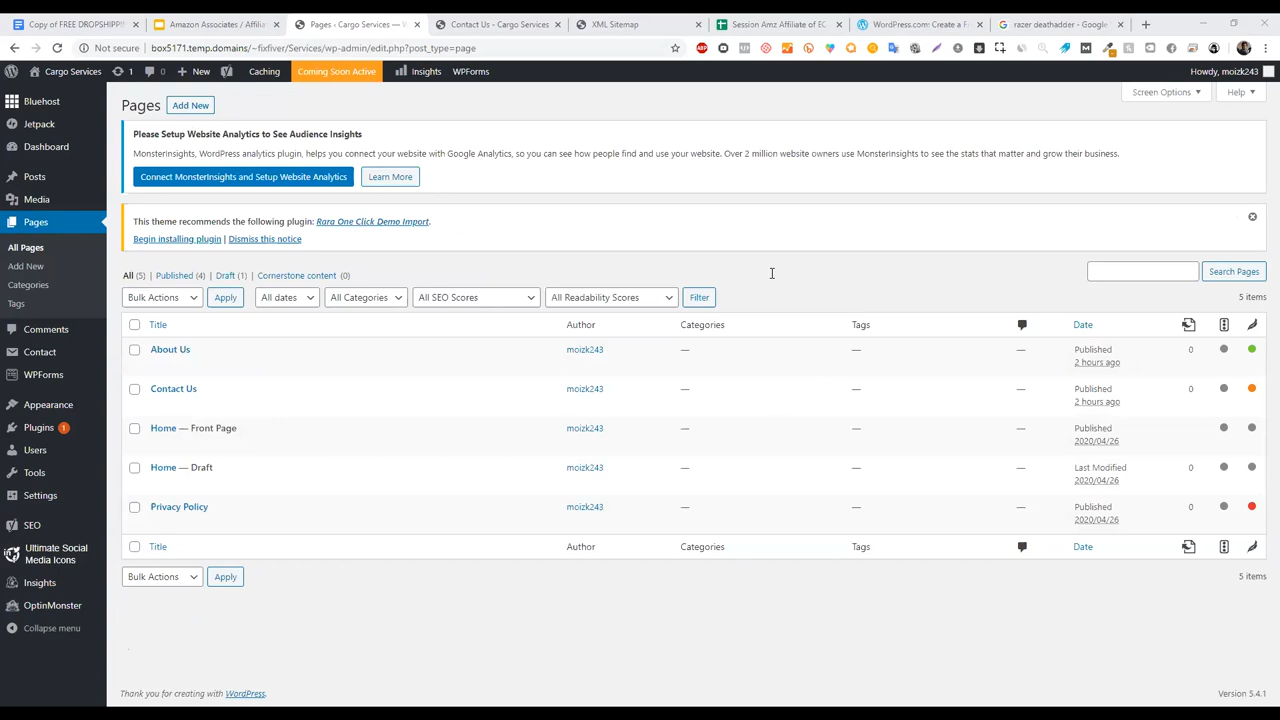 Copy of FREE DROPSHIPPI
Amazon Associates / Affilia
Pages ‹ Cargo Services — W
Contact Us - Cargo Services
XML Sitemap
Session Amz Affiliate of EC
WordPress.com: Create a F
razer deathadder - Google
Not secure
box5171.temp.domains/~fixfiver/Services/wp-admin/edit.php?post_type=page
Cargo Services
1
0
New
Caching
Coming Soon Active
Insights
WPForms
Howdy, moizk243
Bluehost
Jetpack
Dashboard
Posts
Media
Pages
All Pages
Add New
Categories
Tags
Comments
Contact
WPForms
Appearance
Plugins 1
Users
Tools
Settings
SEO
Ultimate Social
Media Icons
Insights
OptinMonster
Collapse menu
Pages
Add New
Screen Options
Help
Please Setup Website Analytics to See Audience Insights
MonsterInsights, WordPress analytics plugin, helps you connect your website with Google Analytics, so you can see how people find and use your website. Over 2 million website owners use MonsterInsights to see the stats that matter and grow their business.
Connect MonsterInsights and Setup Website Analytics
Learn More
This theme recommends the following plugin: Rara One Click Demo Import.
Begin installing plugin | Dismiss this notice
All (5) | Published (4) | Draft (1) | Cornerstone content (0)
Search Pages
Bulk Actions
Apply
All dates
All Categories
All SEO Scores
All Readability Scores
Filter
5 items
Title Author Categories Tags Date
About Us moizk243 — — — Published 0
2 hours ago
Contact Us moizk243 — — — Published 0
2 hours ago
Home — Front Page moizk243 — — — Published
2020/04/26
Home — Draft moizk243 — — — Last Modified 0
2020/04/26
Privacy Policy moizk243 — — — Published 0
2020/04/26
Title Author Categories Tags Date
Bulk Actions
Apply
5 items
Thank you for creating with WordPress.
Version 5.4.1